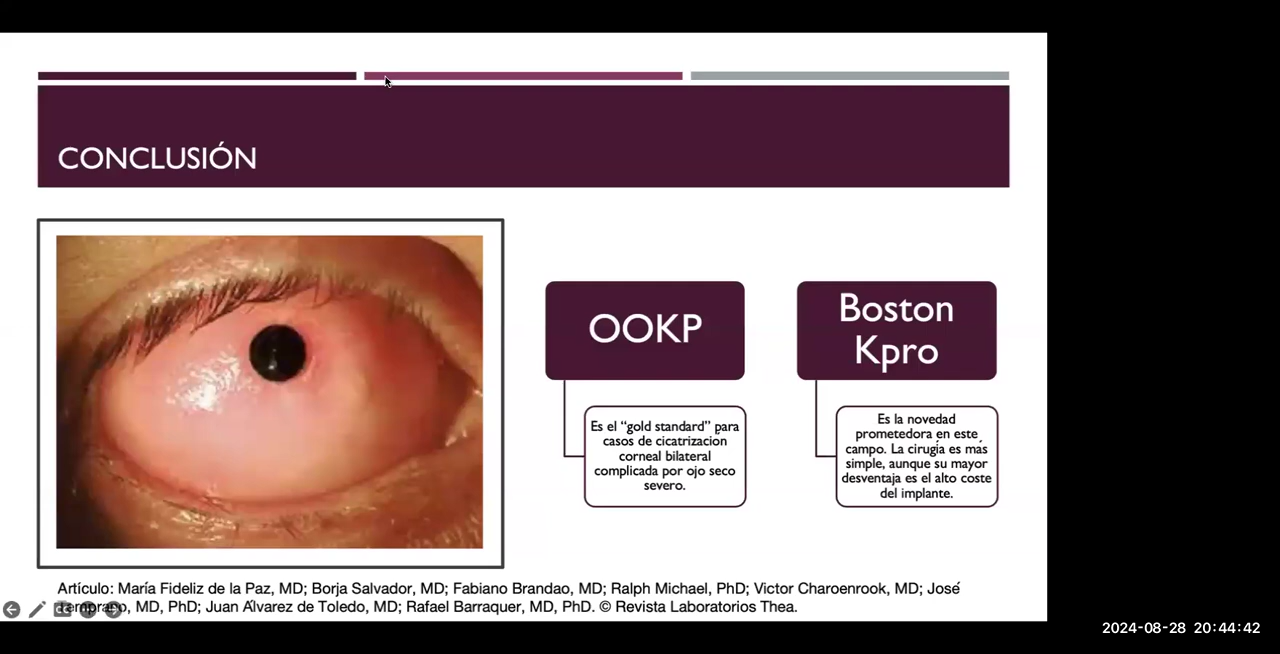 CONCLUSIÓN
OOKP
Es el “gold standard” para
casos de cicatrizacion
corneal bilateral
complicada por ojo seco
severo.
Boston
Kpro
Es la novedad
prometedora en este
campo. La cirugía es más
simple, aunque su mayor
desventaja es el alto coste
del implante.
Artículo: María Fideliz de la Paz, MD; Borja Salvador, MD; Fabiano Brandao, MD; Ralph Michael, PhD; Victor Charoenrook, MD; José
MD, PhD; Juan Álvarez de Toledo, MD; Rafael Barraquer, MD, PhD. © Revista Laboratorios Thea.
2024-08-28 20:44:42